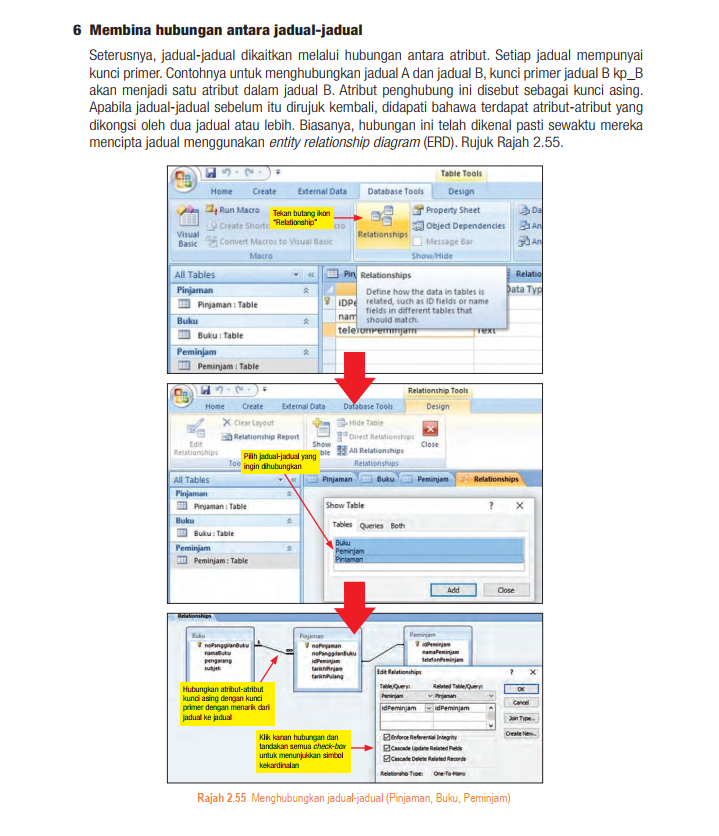 6 Membina hubungan antara jadual-jadual
Seterusnya, jadual-jadual dikaitkan melalui hubungan antara atribut. Setiap jadual mempunyai
kunci primer. Contohnya untuk menghubungkan jadual A dan jadual B, kunci primer jadual B kp_B
akan menjadi satu atribut dalam jadual B. Atribut penghubung ini disebut sebagai kunci asing.
Apabila jadual-jadual sebelum itu dirujuk kembali, didapati bahawa terdapat atribut-atribut yang
dikongsi oleh dua jadual atau lebih. Biasanya, hubungan ini telah dikenal pasti sewaktu mereka
mencipta jadual menggunakan entity relationship diagram (ERD). Rujuk Rajah 2.55.
Table Tools
Home Create External Data Database Tools Design
Visual Basic
Run Macro
Convert Macros to Visual Basic
Macro
Tekan butang ikon
"Relationship"
Relationships
Property Sheet
Object Dependencies
Message Bar
Show/Hide
All Tables
Pinjaman
Pinjaman : Table
Buku
Buku : Table
Peminjam
Peminjam : Table
Relationships
Define how the data in tables is
related, such as ID fields or name
fields in different tables that
should match.
telefonPeminjam Text
Relationship Tools
Home Create External Data Database Tools Design
Edit
Relationships
Clear Layout
Relationship Report
Show
Hide Table
Direct Relationships
All Relationships
Close
Relationships
Pilih jadual-jadual yang
ingin dihubungkan
All Tables
Pinjaman
Pinjaman : Table
Buku
Buku : Table
Peminjam
Peminjam : Table
Pinjaman Buku Peminjam Relationships
Show Table ? X
Tables Queries Both
Buku
Peminjam
Pinjaman
Add Close
Relationships
Buku
noPanggilanBuku
namaBuku
pengarang
subjek
Pinjaman
noPinjaman
noPanggilanBuku
idPeminjam
tarikhPinjam
tarikhPulang
Peminjam
idPeminjam
namaPeminjam
telefonPeminjam
Hubungkan atribut-atribut
kunci asing dengan kunci
primer dengan menarik dari
jadual ke jadual
Klik kanan hubungan dan
tandakan semua check-box
untuk menunjukkan simbol
kekardinalan
Edit Relationships ? X
Table/Query: Related Table/Query:
Peminjam Pinjaman
idPeminjam idPeminjam
OK
Cancel
Join Type..
Create New..
Enforce Referential Integrity
Cascade Update Related Fields
Cascade Delete Related Records
Relationship Type: One-To-Many
Rajah 2.55 Menghubungkan jadual-jadual (Pinjaman, Buku, Peminjam)